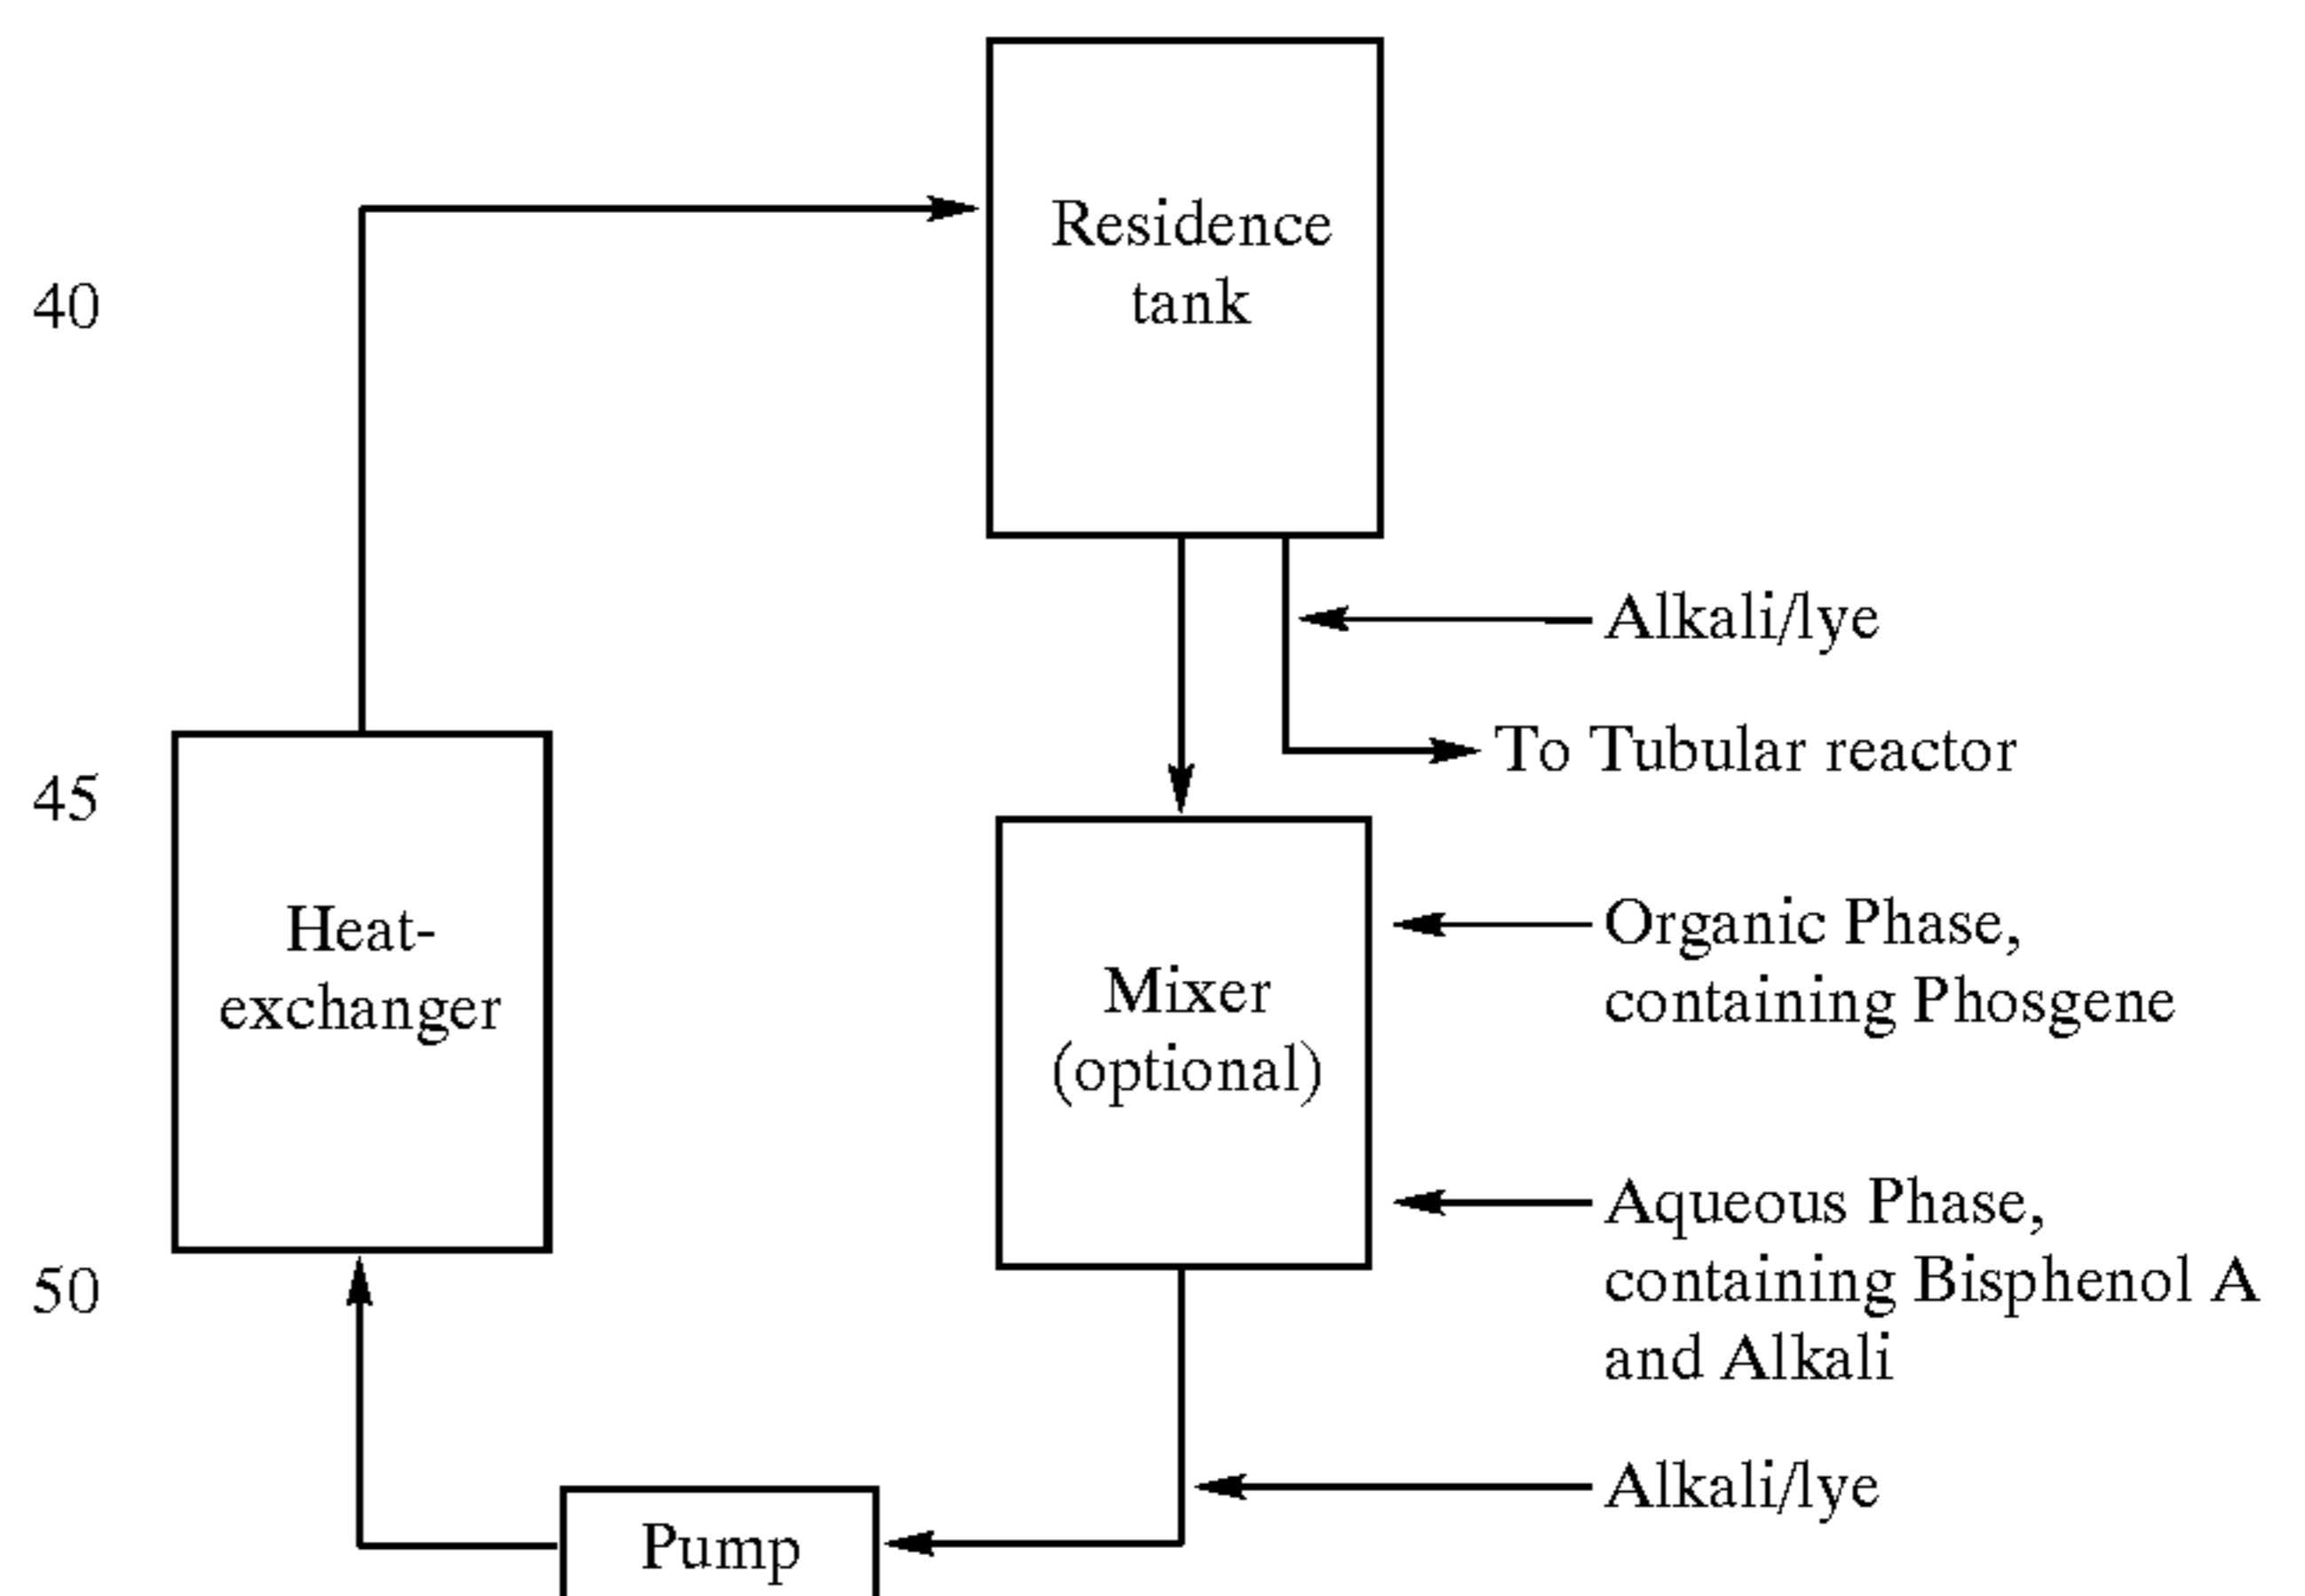 Residence
tank
40
Alkali/lye
To Tubular reactor
45
Heat-
exchanger
Mixer
(optional)
Organic Phase,
containing Phosgene
Aqueous Phase,
containing Bisphenol A
and Alkali
50
Alkali/lye
Pump